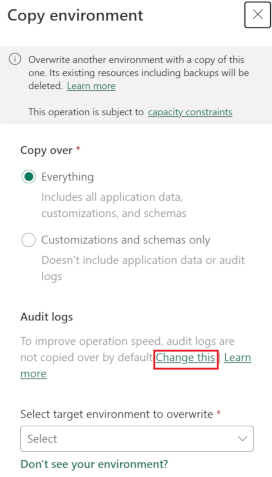 Copy environment
Overwrite another environment with a copy of this
one. Its existing resources including backups will be
deleted. Learn more
This operation is subject to capacity constraints
Copy over *
Everything
Includes all application data,
customizations, and schemas
Customizations and schemas only
Doesn't include application data or audit
logs
Audit logs
To improve operation speed, audit logs are
not copied over by default Change this Learn
more
Select target environment to overwrite *
Select
Don't see your environment?